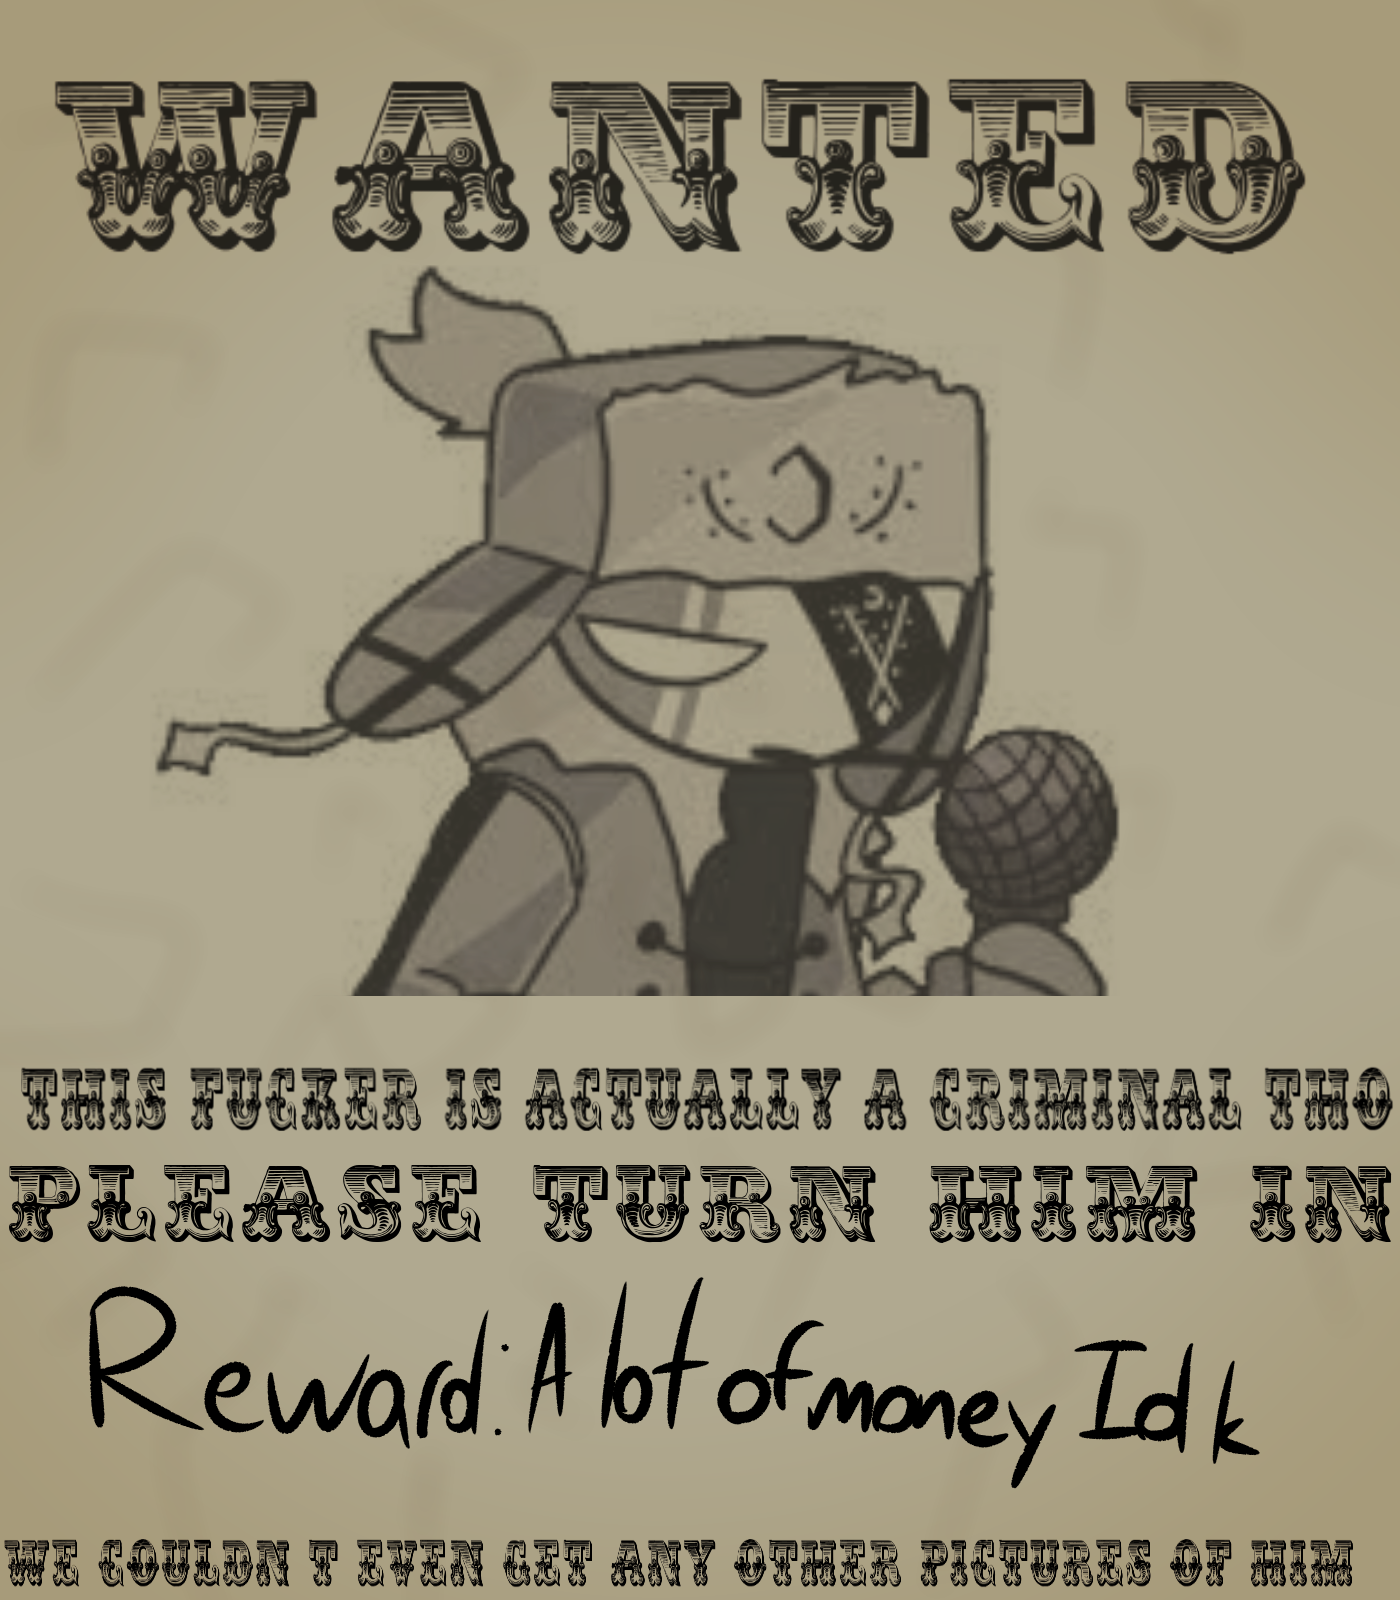 WANTED
THIS FUCKER IS ACTUALLY A CRIMINAL THO
PLEASE TURN HIM IN
Reward: A lot of money Idk
WE COULDN T EVEN GET ANY OTHER PICTURES OF HIM